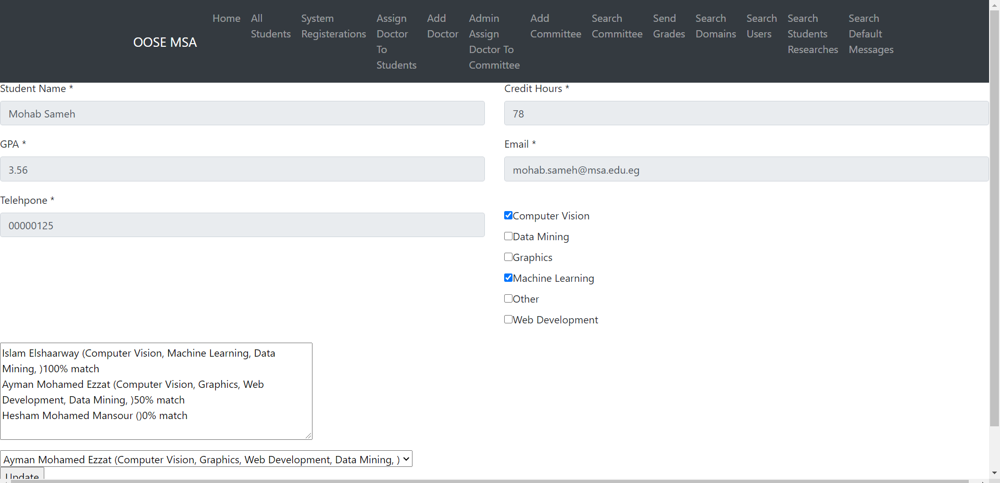 OOSE MSA
Home
All
Students
System
Registerations
Assign
Doctor
To
Students
Add
Doctor
Admin
Assign
Doctor To
Committee
Add
Committee
Search
Committee
Send
Grades
Search
Domains
Search
Users
Search
Students
Researches
Search
Default
Messages
Student Name *
Credit Hours *
Mohab Sameh
78
GPA *
Email *
3.56
mohab.sameh@msa.edu.eg
Telehpone *
00000125
Computer Vision
Data Mining
Graphics
Machine Learning
Other
Web Development
Islam Elshaarway (Computer Vision, Machine Learning, Data
Mining, )100% match
Ayman Mohamed Ezzat (Computer Vision, Graphics, Web
Development, Data Mining, )50% match
Hesham Mohamed Mansour ()0% match
Ayman Mohamed Ezzat (Computer Vision, Graphics, Web Development, Data Mining, )
Update